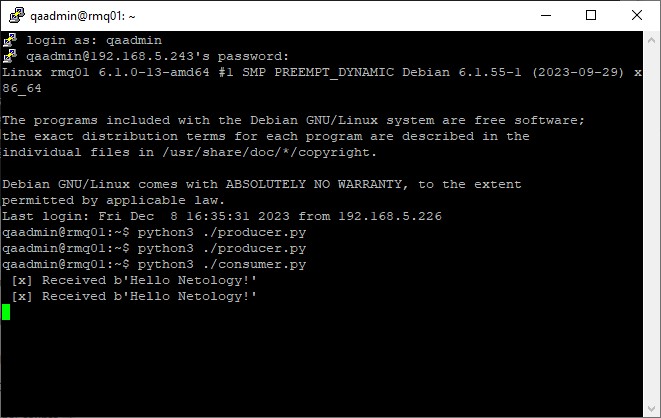 qaadmin@rmq01: ~
login as: qaadmin
qaadmin@192.168.5.243's password:
Linux rmq01 6.1.0-13-amd64 #1 SMP PREEMPT_DYNAMIC Debian 6.1.55-1 (2023-09-29) x
86_64
The programs included with the Debian GNU/Linux system are free software;
the exact distribution terms for each program are described in the
individual files in /usr/share/doc/*/copyright.
Debian GNU/Linux comes with ABSOLUTELY NO WARRANTY, to the extent
permitted by applicable law.
Last login: Fri Dec  8 16:35:31 2023 from 192.168.5.226
qaadmin@rmq01:~$ python3 ./producer.py
qaadmin@rmq01:~$ python3 ./producer.py
qaadmin@rmq01:~$ python3 ./consumer.py
 [x] Received b'Hello Netology!'
 [x] Received b'Hello Netology!'